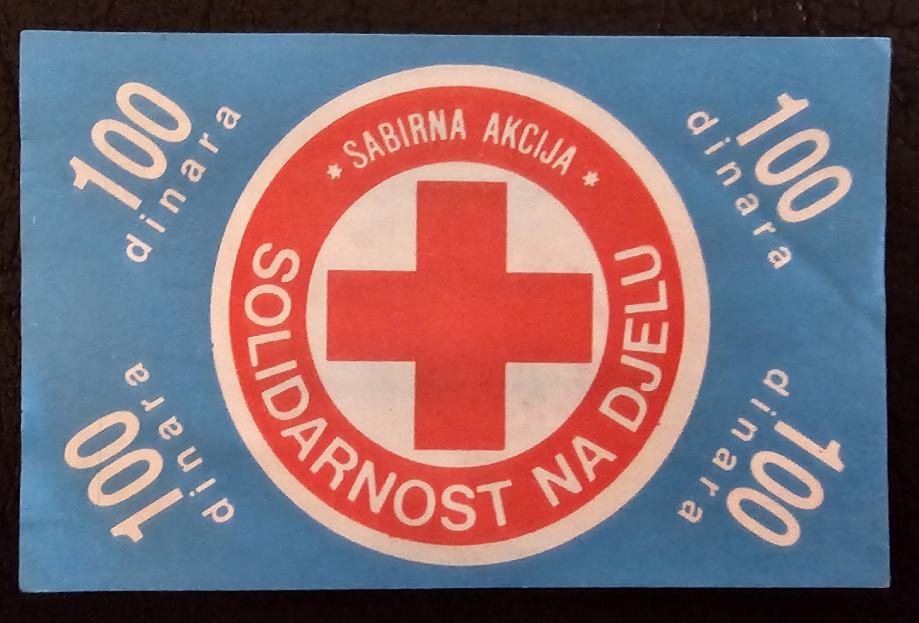 100
dinara
100
dinara
* SABIRNA AKCIJA *
SOLIDARNOST NA DJELU
100
dinara
100
dinara